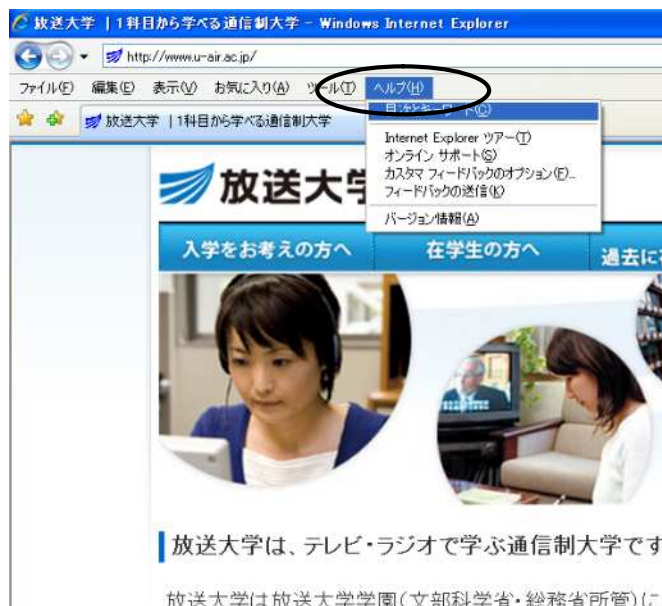 放送大学 | 1科目から学べる通信制大学 - Windows Internet Explorer
http://www.u-air.ac.jp/
ファイル(F) 編集(E) 表示(V) お気に入り(A) ツール(T) ヘルプ(H)
放送大学 | 1科目から学べる通信制大学
目次とキーワード(C)
Internet Explorer ツアー(T)
オンライン サポート(S)
カスタマ フィードバックのオプション(F)...
フィードバックの送信(K)
バージョン情報(A)
放送大学
入学をお考えの方へ 在学生の方へ 過去に
放送大学は、テレビ・ラジオで学ぶ通信制大学です
放送大学は放送大学学園(文部科学省・総務省所管)に